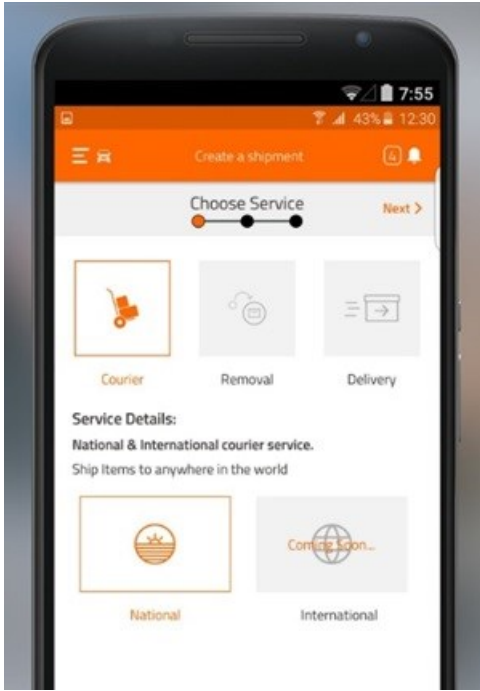 7:55
43% 12:30
Create a shipment
4
Choose Service
Next >
Courier
Removal
Delivery
Service Details:
National & International courier service.
Ship Items to anywhere in the world
Coming Soon...
National
International